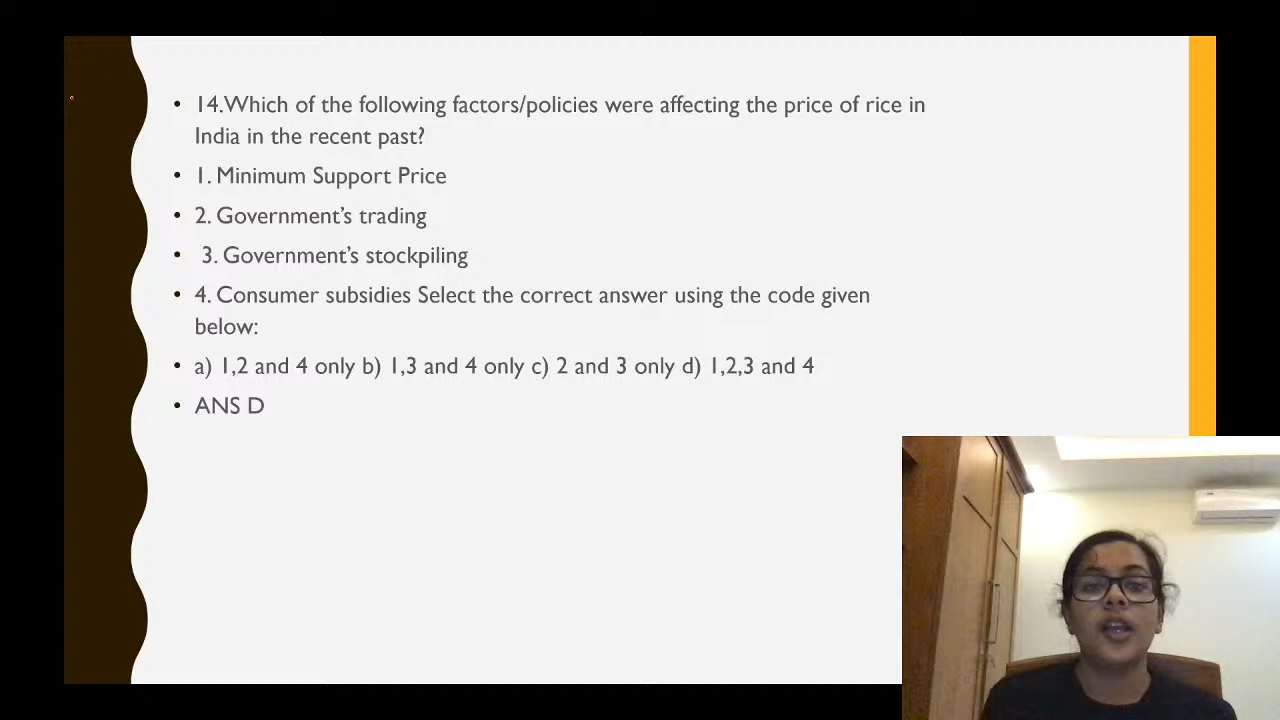 • 14.Which of the following factors/policies were affecting the price of rice in
India in the recent past?
• 1. Minimum Support Price
• 2. Government’s trading
• 3. Government’s stockpiling
• 4. Consumer subsidies Select the correct answer using the code given
below:
• a) 1,2 and 4 only b) 1,3 and 4 only c) 2 and 3 only d) 1,2,3 and 4
• ANS D